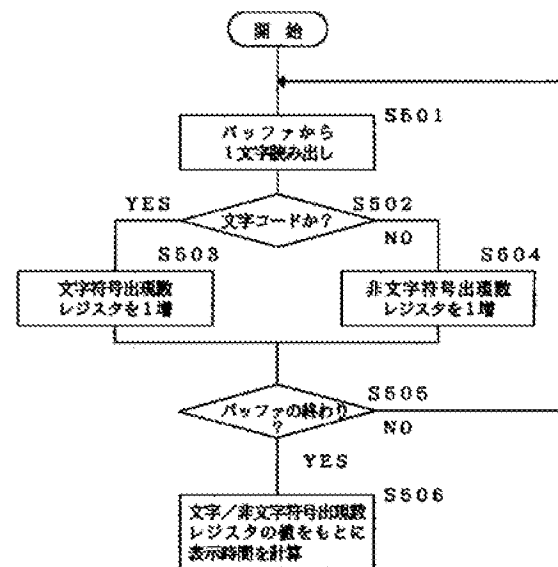 開始
S501
バッファから
1文字読み出し
YES
S502
文字コードか?
NO
S503
S504
文字符号出現数
レジスタを1増
非文字符号出現数
レジスタを1増
S505
バッファの終わり
?
NO
YES
S506
文字/非文字符号出現数
レジスタの値をもとに
表示時間を計算